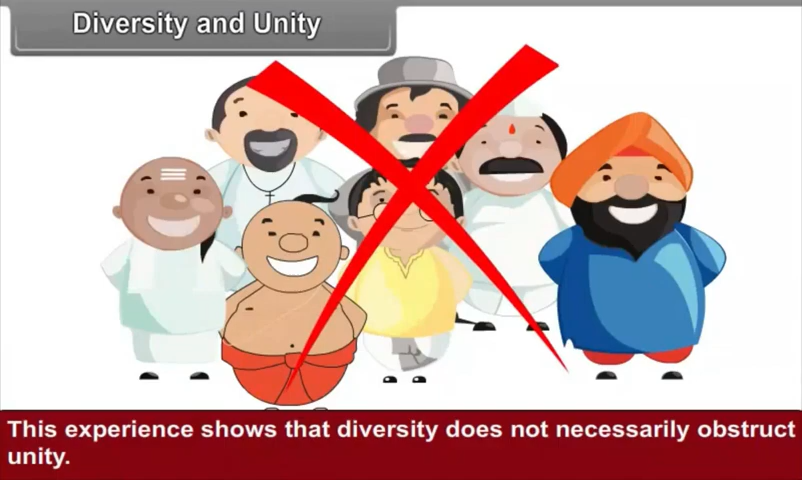 Diversity and Unity
This experience shows that diversity does not necessarily obstruct
unity.